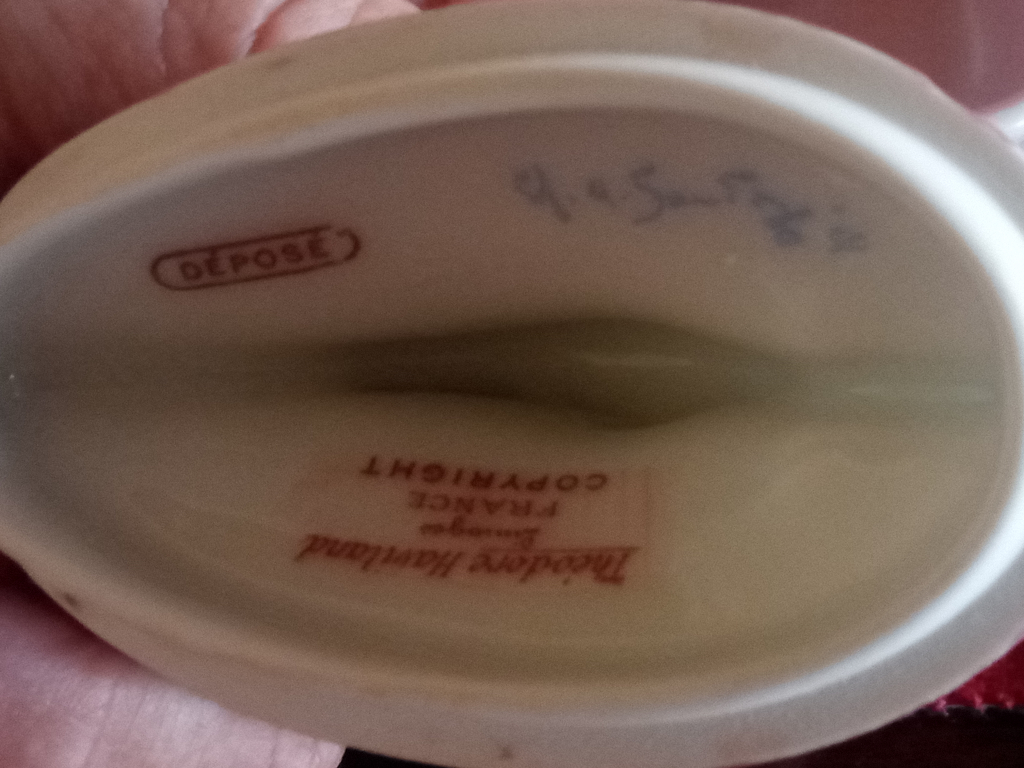 DÉPOSÉ
Théodore Haviland
Limoges
FRANCE
COPYRIGHT